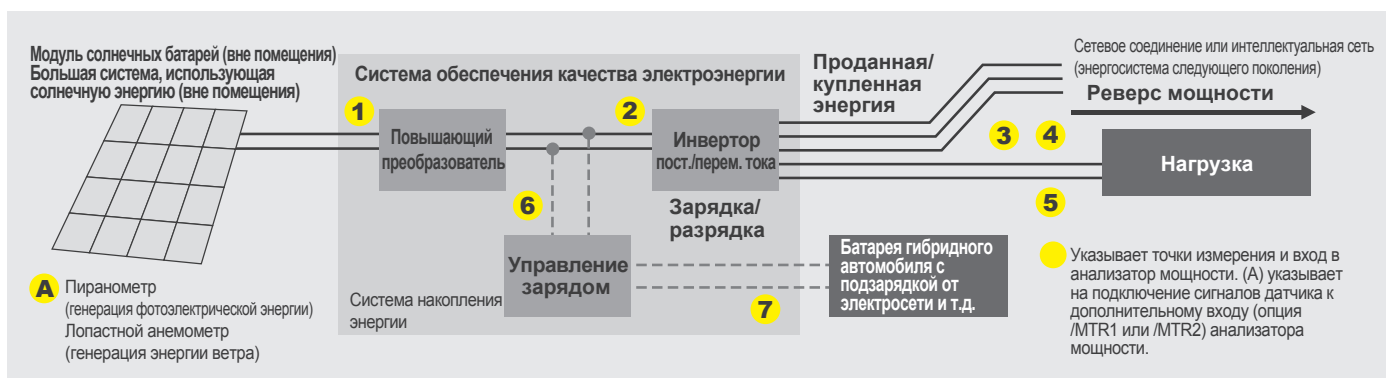 Модуль солнечных батарей (вне помещения)
Большая система, использующая
солнечную энергию (вне помещения)
A
Пиранометр
(генерация фотоэлектрической энергии)
Лопастной анемометр
(генерация энергии ветра)
Система обеспечения качества электроэнергии
1
Повышающий
преобразователь
2
Инвертор
пост./перем. тока
6
Зарядка/
разрядка
Управление
зарядом
Система накопления
энергии
7
Проданная/
купленная
энергия
Сетевое соединение или интеллектуальная сеть
(энергосистема следующего поколения)
Реверс мощности
3
4
Нагрузка
5
Батарея гибридного
автомобиля с
подзарядкой от
электросети и т.д.
Указывает точки измерения и вход в
анализатор мощности. (А) указывает
на подключение сигналов датчика к
дополнительному входу (опция
/MTR1 или /MTR2) анализатора
мощности.